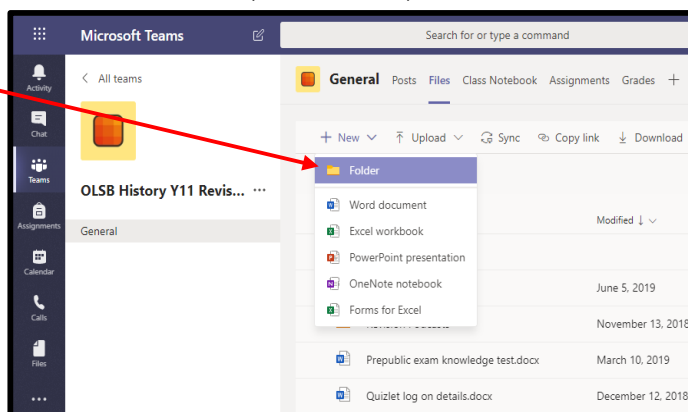 Microsoft Teams
Search for or type a command
Activity
Chat
Teams
Assignments
Calendar
Calls
Files
All teams
OLSB History Y11 Revis... ...
General
General Posts Files Class Notebook Assignments Grades +
+ New Upload Sync Copy link Download
Folder
Word document
Excel workbook
PowerPoint presentation
OneNote notebook
Forms for Excel
Modified ↓
June 5, 2019
November 13, 2018
Prepublic exam knowledge test.docx March 10, 2019
Quizlet log on details.docx December 12, 2018